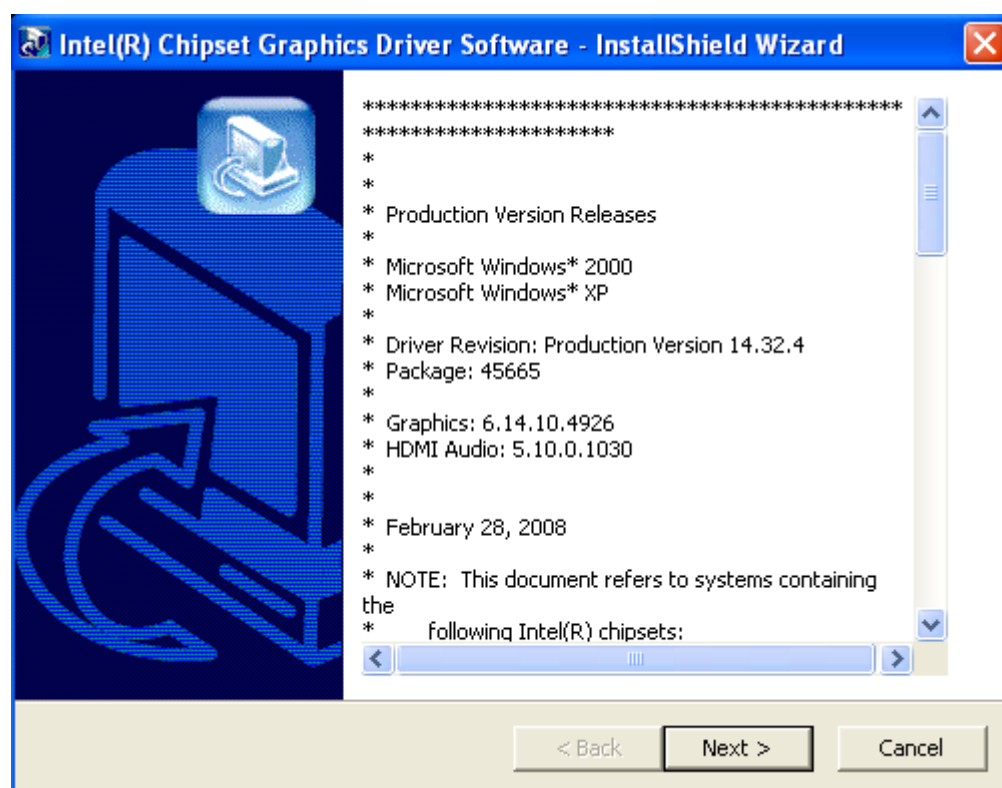 Intel(R) Chipset Graphics Driver Software - InstallShield Wizard
*********************************************
*********************
*
*
* Production Version Releases
*
* Microsoft Windows* 2000
* Microsoft Windows* XP
*
* Driver Revision: Production Version 14.32.4
* Package: 45665
*
* Graphics: 6.14.10.4926
* HDMI Audio: 5.10.0.1030
*
*
* February 28, 2008
*
* NOTE: This document refers to systems containing
the
* following Intel(R) chipsets:
< Back
Next >
Cancel